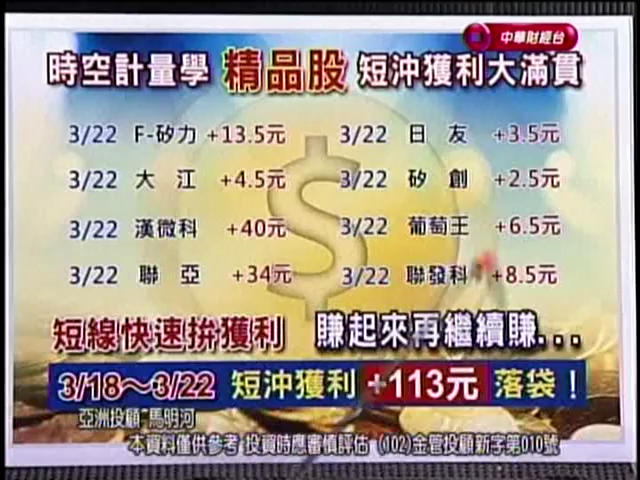 中華財經台
時空計量學 精品股 短沖獲利大滿貫
3/22 F-矽力 +13.5元 3/22 日友 +3.5元
3/22 大江 +4.5元 3/22 矽創 +2.5元
3/22 漢微科 +40元 3/22 葡萄王 +6.5元
3/22 聯亞 +34元 3/22 聯發科 +8.5元
短線快速拚獲利 賺起來再繼續賺...
3/18～3/22 短沖獲利 +113元 落袋！
亞洲投顧 馬明河
本資料僅供參考 投資時應審慎評估 (102)金管投顧新字第010號